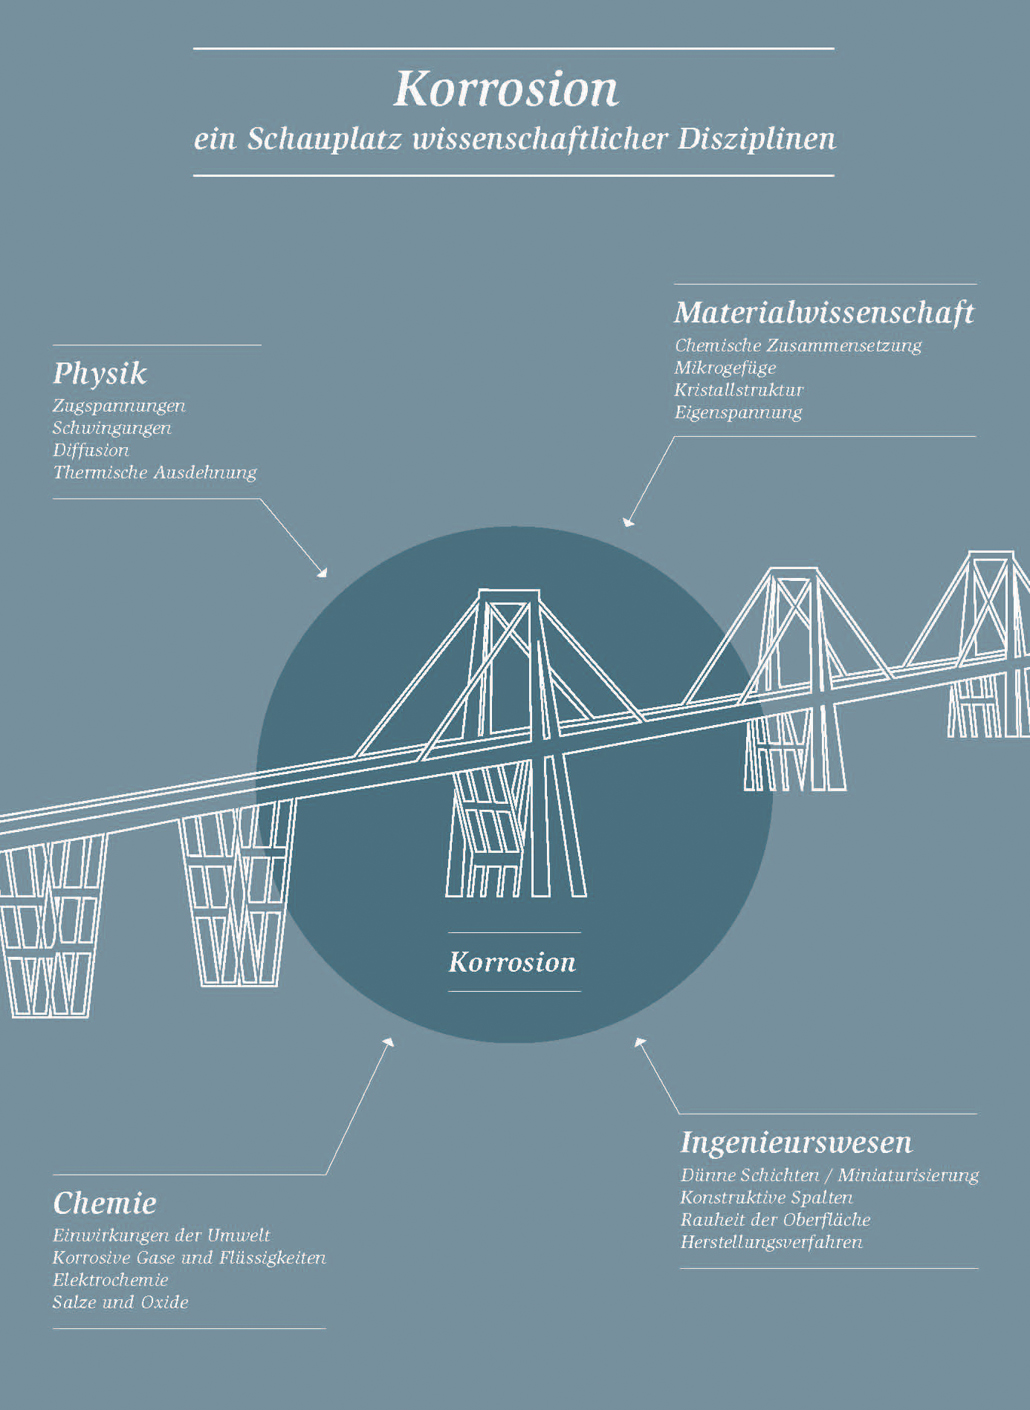 Korrosion
ein Schauplatz wissenschaftlicher Disziplinen
Materialwissenschaft
Chemische Zusammensetzung
Mikrogefüge
Kristallstruktur
Eigenspannung
Physik
Zugspannungen
Schwingungen
Diffusion
Thermische Ausdehnung
Korrosion
Ingenieurswesen
Dünne Schichten / Miniaturisierung
Konstruktive Spalten
Rauheit der Oberfläche
Herstellungsverfahren
Chemie
Einwirkungen der Umwelt
Korrosive Gase und Flüssigkeiten
Elektrochemie
Salze und Oxide